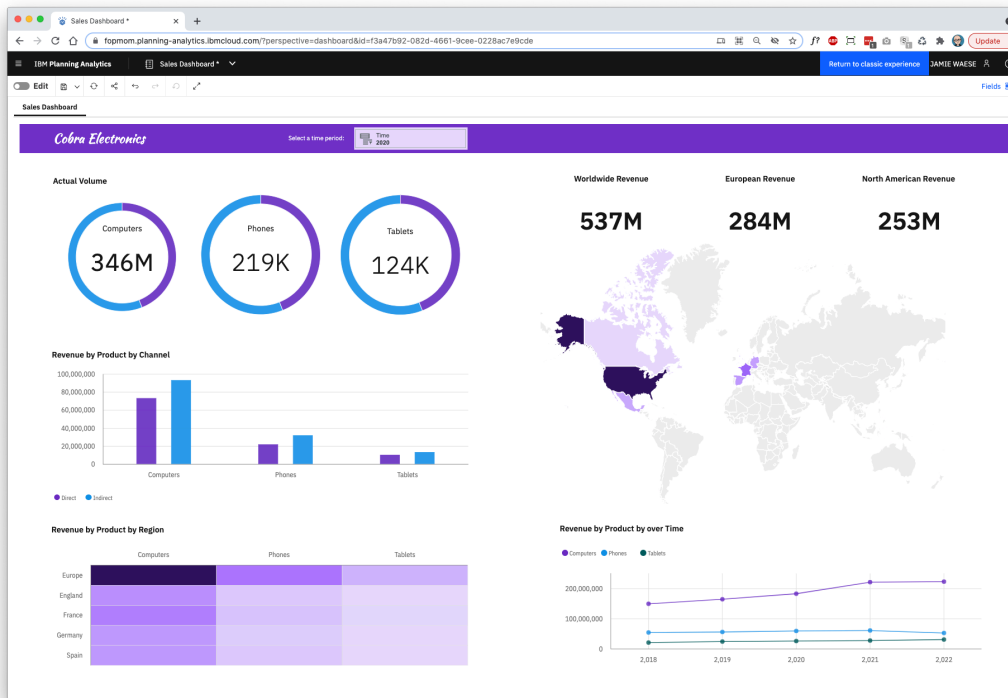 Sales Dashboard *
fopmom.planning-analytics.ibmcloud.com/?perspective=dashboard&id=f3a47b92-082d-4661-9cee-0228ac7e9cde
f?
ABP
Update
IBM Planning Analytics
Sales Dashboard *
Return to classic experience
JAMIE WAESE
Edit
Fields
Sales Dashboard
Cobra Electronics
Select a time period:
Time
2020
Actual Volume
Computers
346M
Phones
219K
Tablets
124K
Worldwide Revenue
European Revenue
North American Revenue
537M
284M
253M
Revenue by Product by Channel
100,000,000
80,000,000
60,000,000
40,000,000
20,000,000
0
Computers
Phones
Tablets
Direct
Indirect
Revenue by Product by Region
Computers
Phones
Tablets
Europe
England
France
Germany
Spain
Revenue by Product by over Time
Computers
Phones
Tablets
200,000,000
100,000,000
0
2,018
2,019
2,020
2,021
2,022